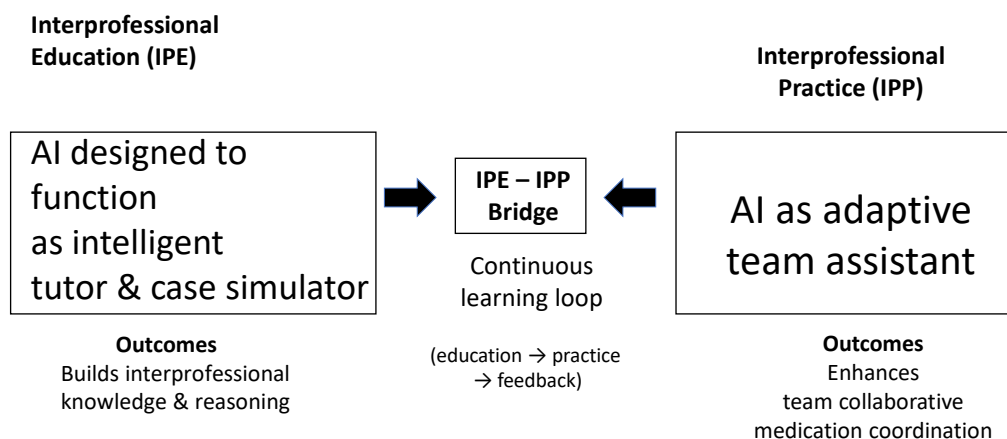 Interprofessional
Education (IPE)
Interprofessional
Practice (IPP)
AI designed to
function
as intelligent
tutor & case simulator
IPE – IPP
Bridge
AI as adaptive
team assistant
Continuous
learning loop
(education → practice
→ feedback)
Outcomes
Builds interprofessional
knowledge & reasoning
Outcomes
Enhances
team collaborative
medication coordination